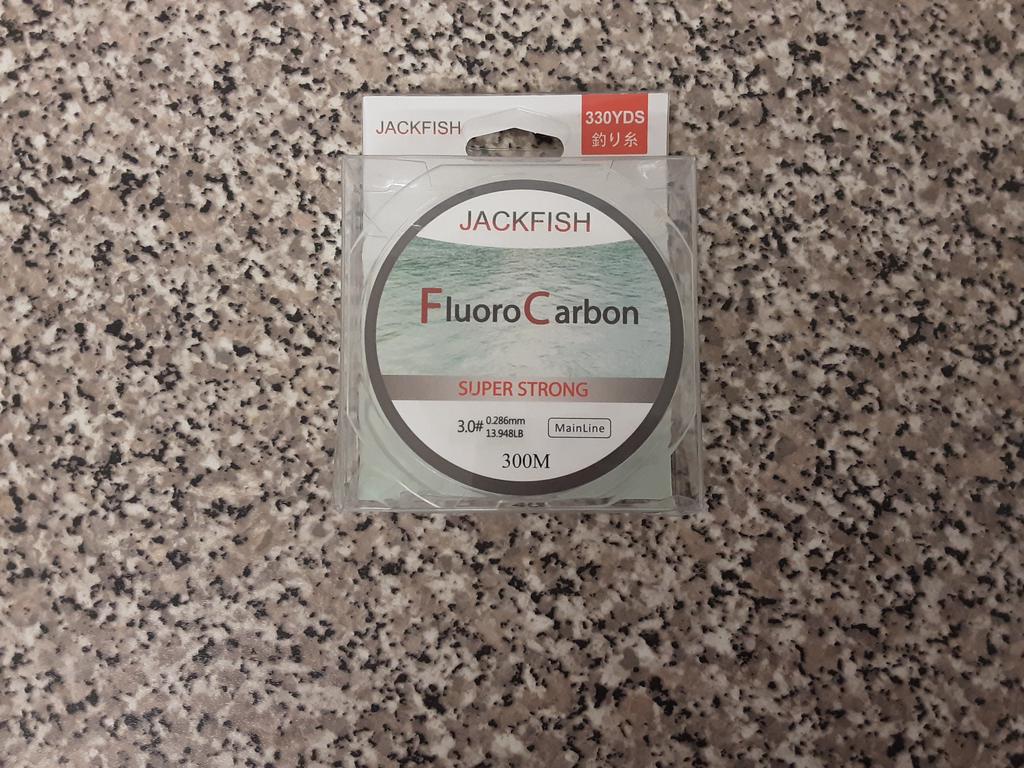 JACKFISH
330YDS
釣り糸
JACKFISH
FluoroCarbon
SUPER STRONG
3.0# 0.286mm
13.948LB
MainLine
300M